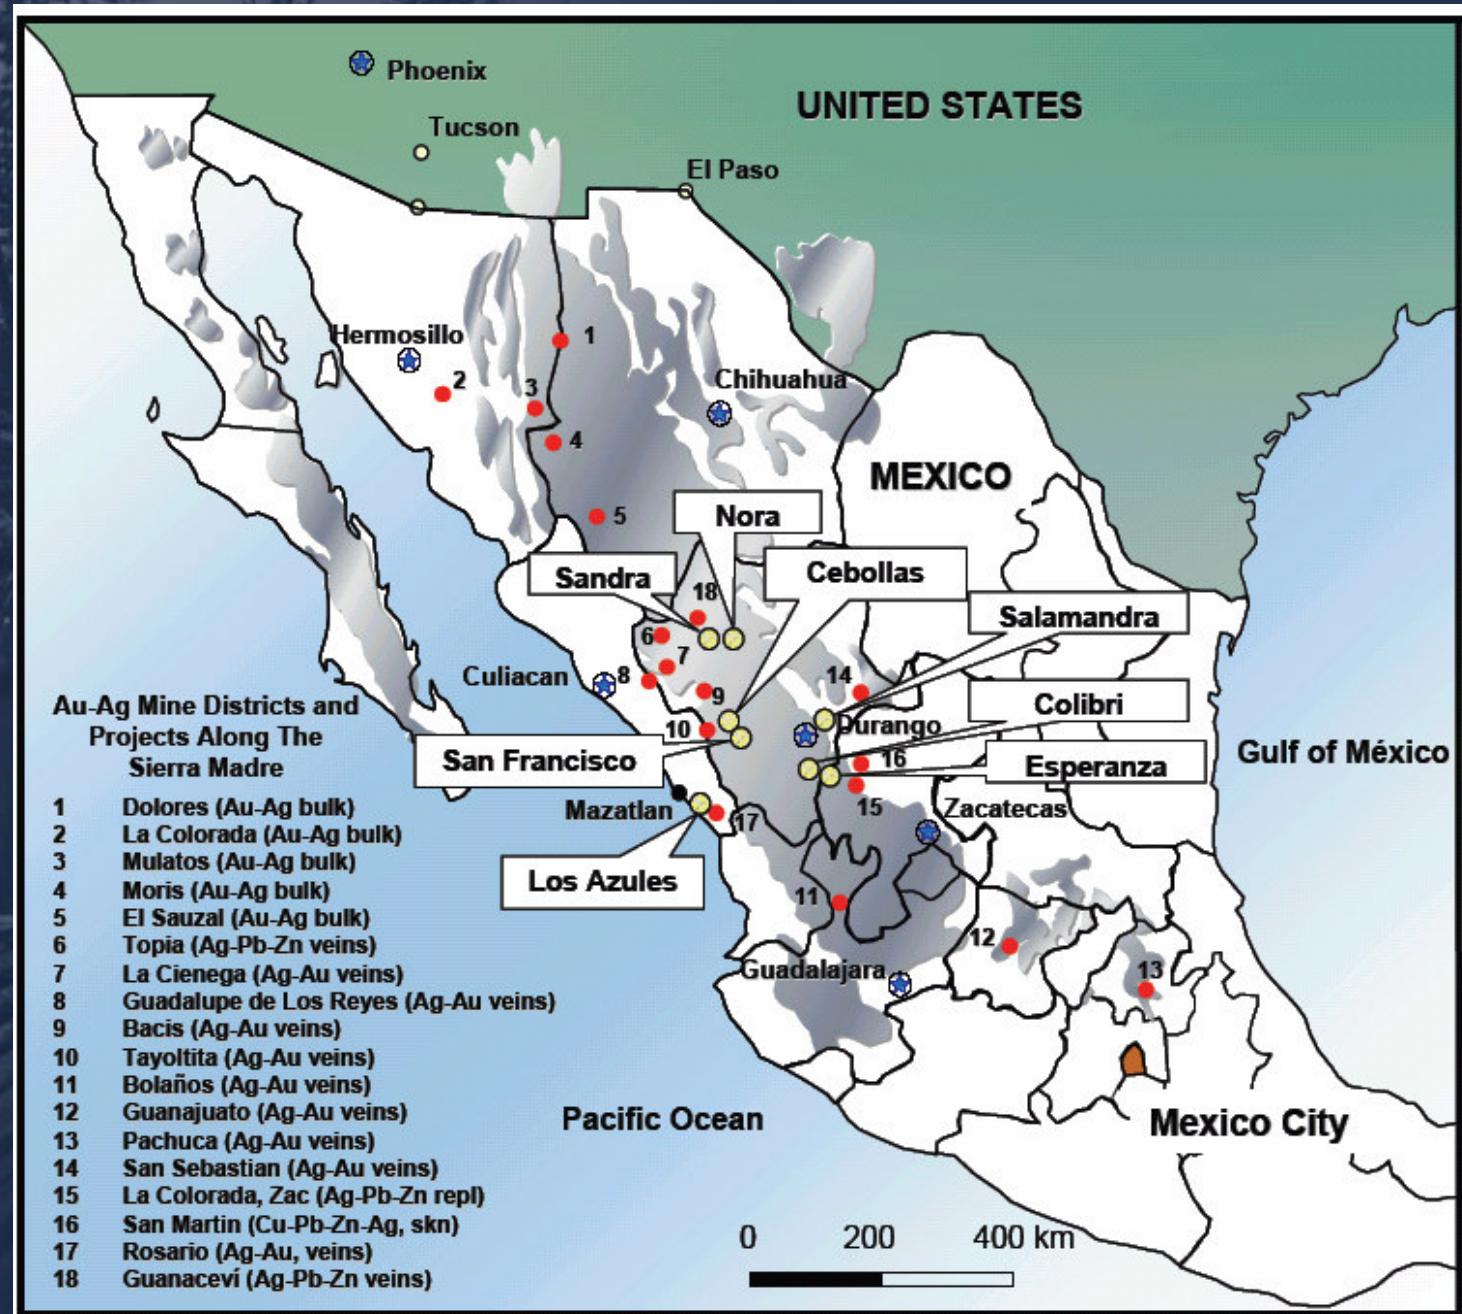 Phoenix
UNITED STATES
Tucson
El Paso
Hermosillo
1
Chihuahua
2
3
4
MEXICO
5
Nora
Sandra
Cebollas
18
Salamandra
6
7
Culiacan
8
14
9
Colibri
10
Durango
San Francisco
16
Esperanza
Gulf of México
Mazatlan
17
15
Zacatecas
Los Azules
11
12
Guadalajara
13
Pacific Ocean
Mexico City
Au-Ag Mine Districts and
Projects Along The
Sierra Madre
1 Dolores (Au-Ag bulk)
2 La Colorada (Au-Ag bulk)
3 Mulatos (Au-Ag bulk)
4 Moris (Au-Ag bulk)
5 El Sauzal (Au-Ag bulk)
6 Topia (Ag-Pb-Zn veins)
7 La Cienega (Ag-Au veins)
8 Guadalupe de Los Reyes (Ag-Au veins)
9 Bacis (Ag-Au veins)
10 Tayoltita (Ag-Au veins)
11 Bolaños (Ag-Au veins)
12 Guanajuato (Ag-Au veins)
13 Pachuca (Ag-Au veins)
14 San Sebastian (Ag-Au veins)
15 La Colorada, Zac (Ag-Pb-Zn repl)
16 San Martin (Cu-Pb-Zn-Ag, skn)
17 Rosario (Ag-Au, veins)
18 Guanaceví (Ag-Pb-Zn veins)
0 200 400 km